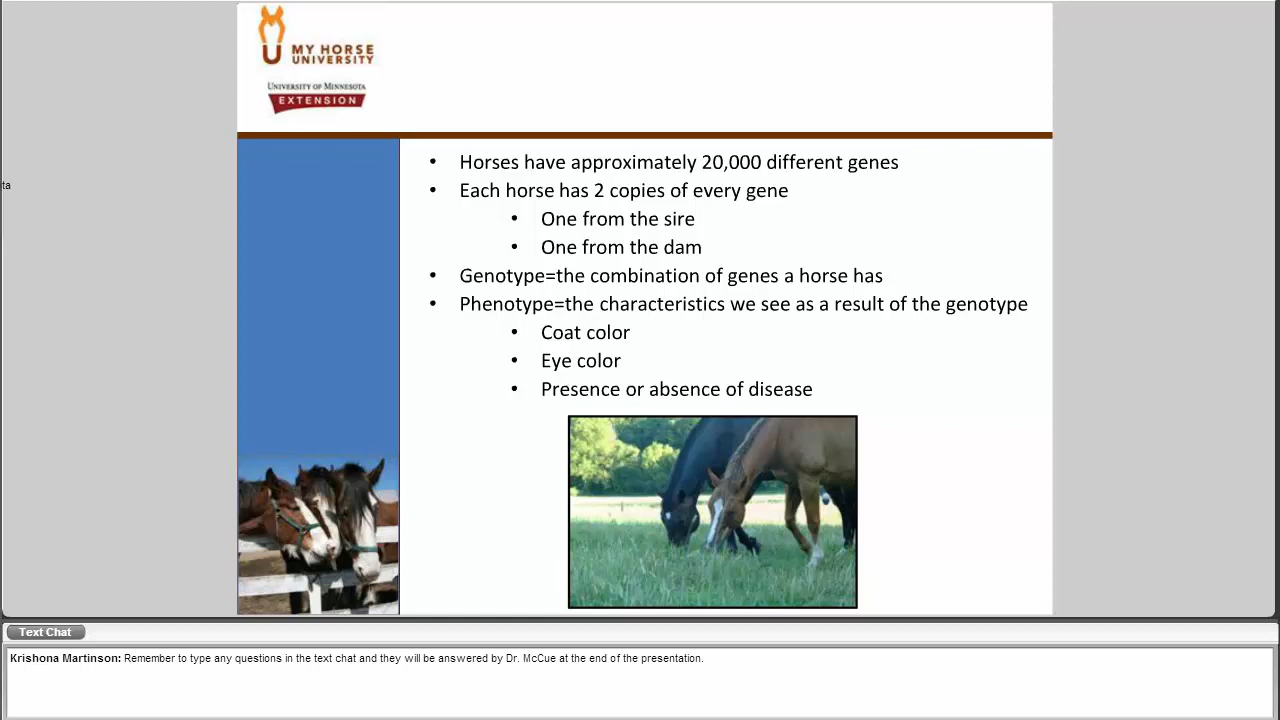 MY HORSE
UNIVERSITY
UNIVERSITY OF MINNESOTA
EXTENSION
• Horses have approximately 20,000 different genes
• Each horse has 2 copies of every gene
• One from the sire
• One from the dam
• Genotype=the combination of genes a horse has
• Phenotype=the characteristics we see as a result of the genotype
• Coat color
• Eye color
• Presence or absence of disease
ta
Text Chat
Krishona Martinson: Remember to type any questions in the text chat and they will be answered by Dr. McCue at the end of the presentation.